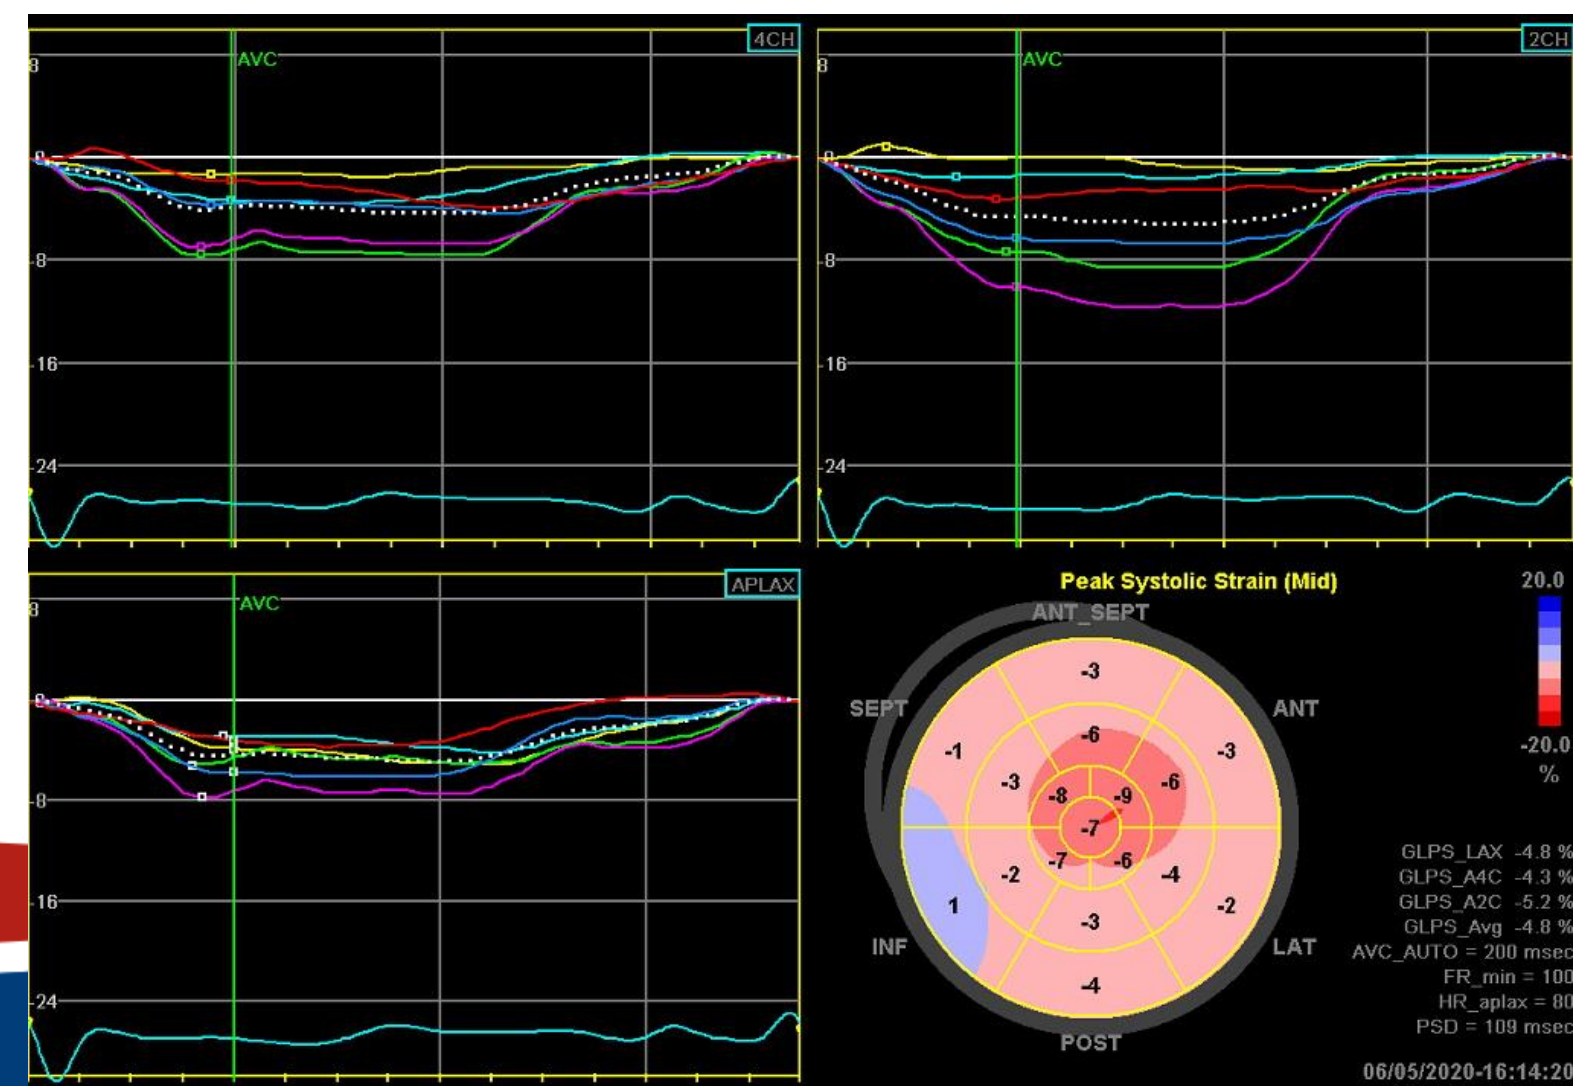 4CH
AVC
8
0
-8
-16
-24
2CH
AVC
8
0
-8
-16
-24
APLAX
AVC
8
0
-8
-16
-24
Peak Systolic Strain (Mid)
20.0
-20.0
%
ANT_SEPT
SEPT
ANT
INF
LAT
POST
-3
-1
-6
-3
-3
-6
-8
-9
-7
-7
-6
-2
-4
1
-3
-2
-4
GLPS_LAX -4.8 %
GLPS_A4C -4.3 %
GLPS_A2C -5.2 %
GLPS_Avg -4.8 %
AVC_AUTO = 200 msec
FR_min = 100
HR_aplax = 80
PSD = 109 msec
06/05/2020-16:14:20